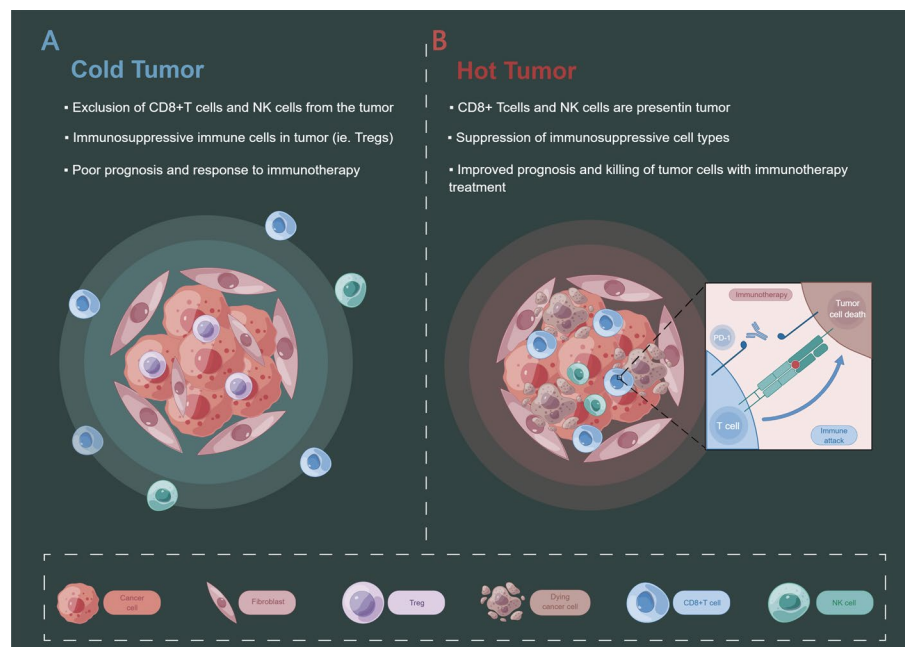 A
Cold Tumor
▪ Exclusion of CD8+T cells and NK cells from the tumor
▪ Immunosuppressive immune cells in tumor (ie. Tregs)
▪ Poor prognosis and response to immunotherapy
B
Hot Tumor
▪ CD8+ Tcells and NK cells are presentin tumor
▪ Suppression of immunosuppressive cell types
▪ Improved prognosis and killing of tumor cells with immunotherapy
treatment
Immunotherapy
Tumor
cell death
PD-1
T cell
Immune
attack
Cancer
cell
Fibroblast
Treg
Dying
cancer cell
CD8+T cell
NK cell